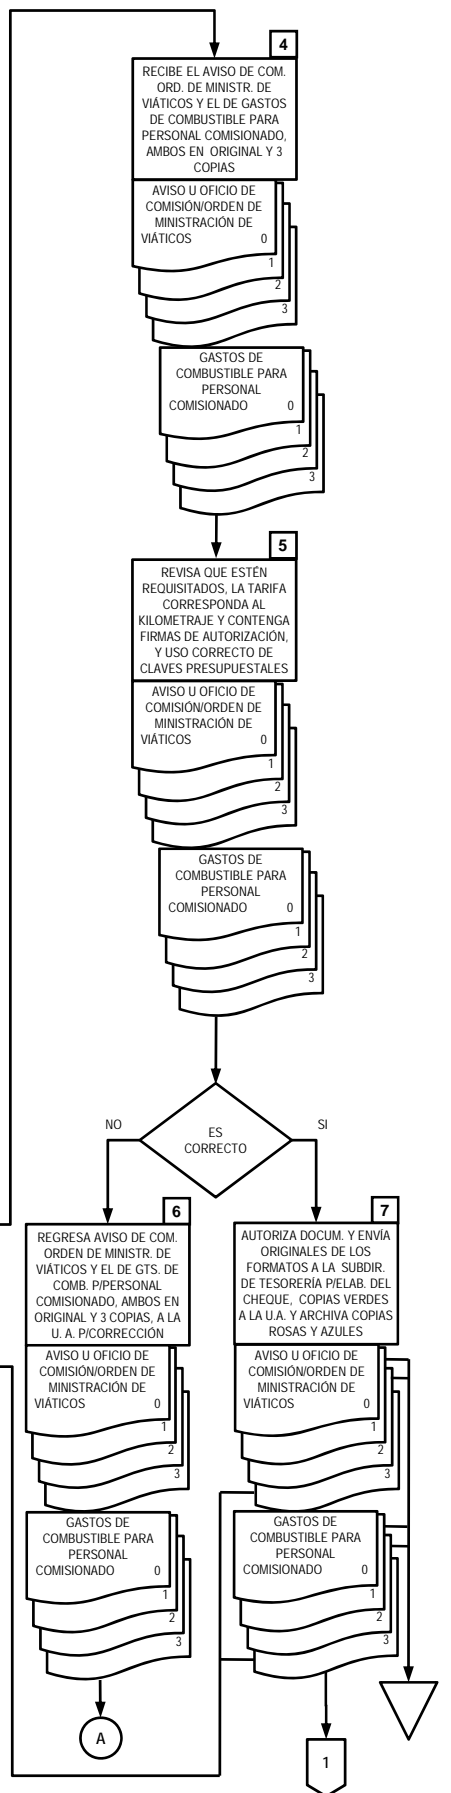 4
RECIBE EL AVISO DE COM.
ORD. DE MINISTR. DE
VIÁTICOS Y EL DE GASTOS
DE COMBUSTIBLE PARA
PERSONAL COMISIONADO,
AMBOS EN ORIGINAL Y 3
COPIAS
AVISO U OFICIO DE
COMISIÓN/ORDEN DE
MINISTRACIÓN DE
VIÁTICOS 0
1
2
3
GASTOS DE
COMBUSTIBLE PARA
PERSONAL
COMISIONADO 0
1
2
3
5
REVISA QUE ESTÉN
REQUISITADOS, LA TARIFA
CORRESPONDA AL
KILOMETRAJE Y CONTENGA
FIRMAS DE AUTORIZACIÓN,
Y USO CORRECTO DE
CLAVES PRESUPUESTALES
AVISO U OFICIO DE
COMISIÓN/ORDEN DE
MINISTRACIÓN DE
VIÁTICOS 0
1
2
3
GASTOS DE
COMBUSTIBLE PARA
PERSONAL
COMISIONADO 0
1
2
3
ES
CORRECTO
NO
SI
6
REGRESA AVISO DE COM.
ORDEN DE MINISTR. DE
VIÁTICOS Y EL DE GTS. DE
COMB. P/PERSONAL
COMISIONADO, AMBOS EN
ORIGINAL Y 3 COPIAS, A LA
U. A. P/CORRECCIÓN
AVISO U OFICIO DE
COMISIÓN/ORDEN DE
MINISTRACIÓN DE
VIÁTICOS 0
1
2
3
GASTOS DE
COMBUSTIBLE PARA
PERSONAL
COMISIONADO 0
1
2
3
A
7
AUTORIZA DOCUM. Y ENVÍA
ORIGINALES DE LOS
FORMATOS A LA SUBDIR.
DE TESORERÍA P/ELAB. DEL
CHEQUE, COPIAS VERDES
A LA U.A. Y ARCHIVA COPIAS
ROSAS Y AZULES
AVISO U OFICIO DE
COMISIÓN/ORDEN DE
MINISTRACIÓN DE
VIÁTICOS 0
1
2
3
GASTOS DE
COMBUSTIBLE PARA
PERSONAL
COMISIONADO 0
1
2
3
1